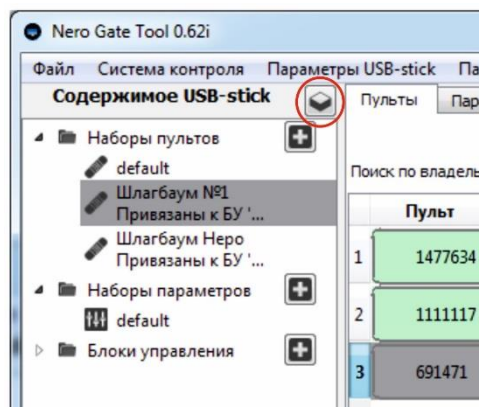 Nero Gate Tool 0.62i
Файл Система контроля Параметры USB-stick Па
Содержимое USB-stick
Пульты Пар
Наборы пультов
default
Шлагбаум №1
Привязаны к БУ '...
Шлагбаум Неро
Привязаны к БУ '...
Наборы параметров
default
Блоки управления
Поиск по владель
Пульт
1 1477634
2 1111117
3 691471